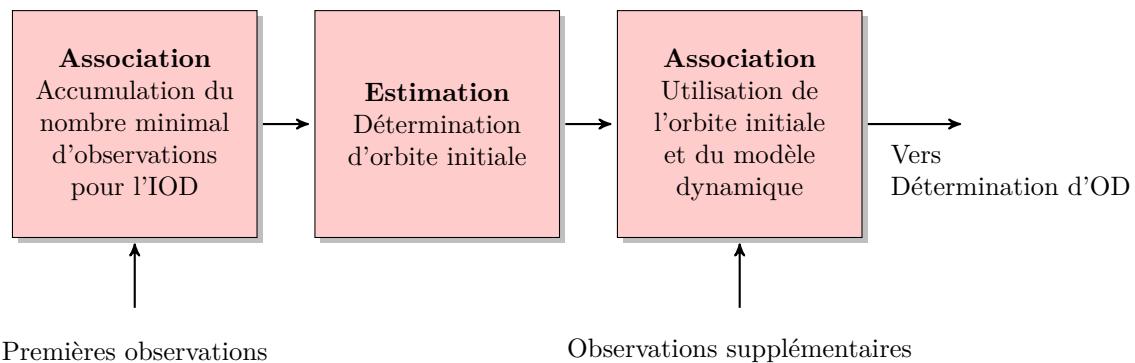 Association
Accumulation du
nombre minimal
d'observations
pour l'IOD
Estimation
Détermination
d'orbite initiale
Association
Utilisation de
l'orbite initiale
et du modèle
dynamique
Vers
Détermination d'OD
Premières observations
Observations supplémentaires